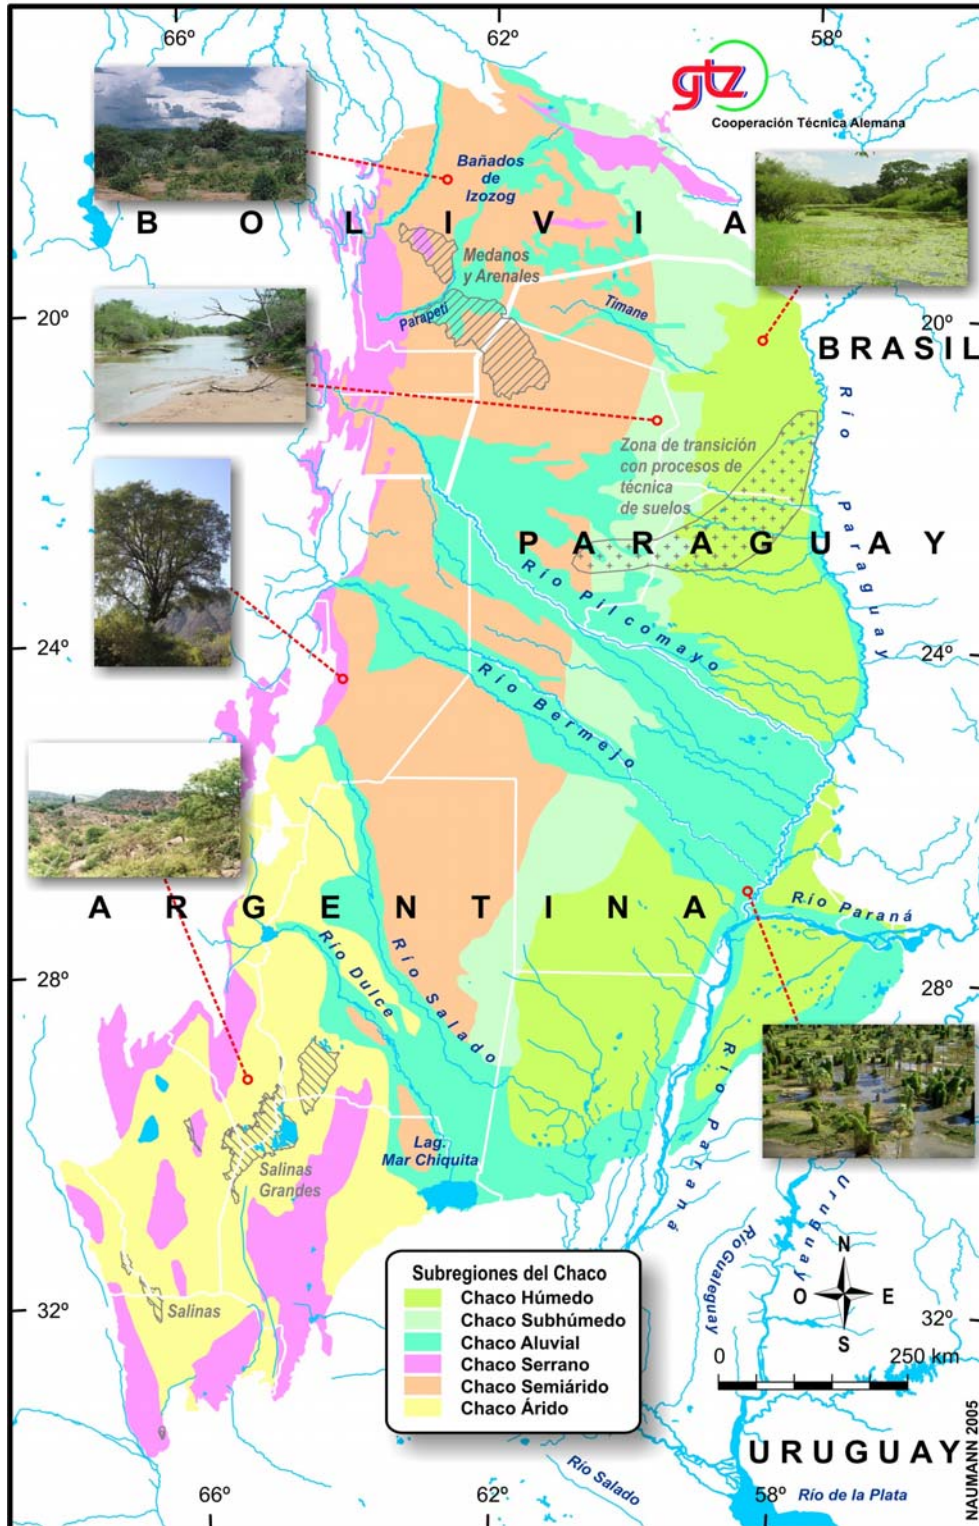 66º
62º
58º
gtz
Cooperación Técnica Alemana
Bañados
de
Izozog
BOLIVIA
Medanos
y Arenales
20º
Parapeti
Timane
20º
BRASIL
Río Paraguay
Zona de transición
con procesos de
técnica
de suelos
PARAGUAY
Río Pilcomayo
24º
24º
Río Bermejo
ARGENTINA
Río Paraná
28º
Río Dulce
Río Salado
28º
Río Paraná
Lag.
Mar Chiquita
Salinas
Grandes
Uruguay
Río Gualeguay
N
O
E
S
Subregiones del Chaco
Chaco Húmedo
Chaco Subhúmedo
Chaco Aluvial
Chaco Serrano
Chaco Semiárido
Chaco Árido
32º
Salinas
32º
0
250 km
URUGUAY
Río Salado
Río de la Plata
66º
62º
58º
NAUMANN 2005